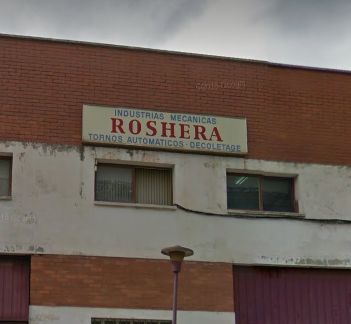 INDUSTRIAS MECANICAS
ROSHERA
TORNOS AUTOMATICOS - DECOLETAGE